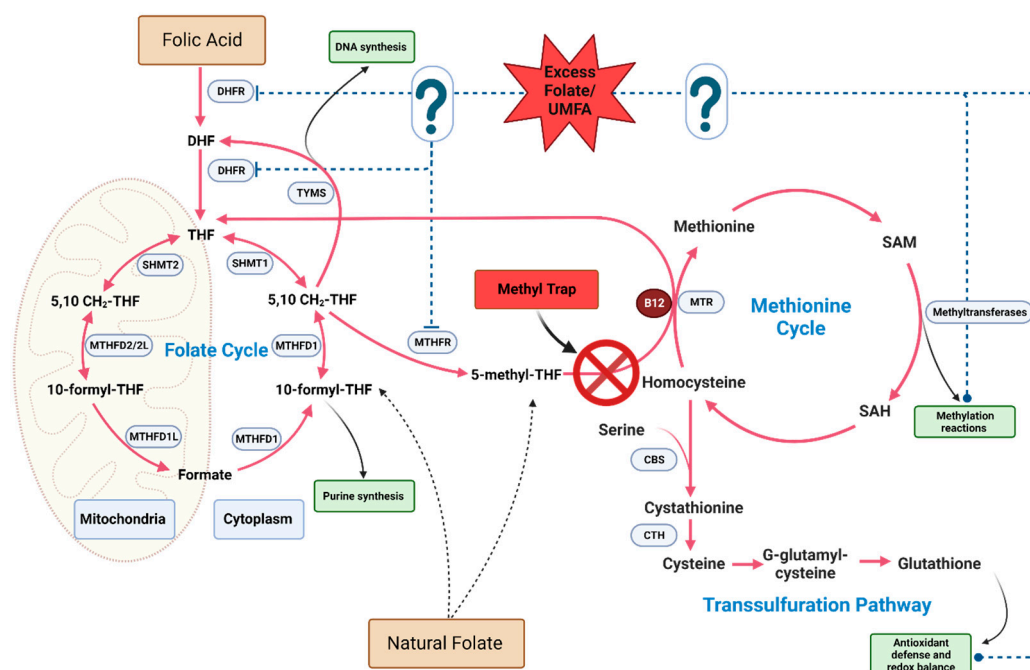 Folic Acid
DNA synthesis
Excess
Folate/
UMFA
?
?
DHFR
DHF
DHFR
TYMS
THF
Methionine
SAM
SHMT2
SHMT1
5,10 CH₂-THF
5,10 CH₂-THF
Methyl Trap
B12
MTR
Methionine
Cycle
Methyltransferases
MTHFD2/2L
Folate Cycle
MTHFD1
MTHFR
10-formyl-THF
10-formyl-THF
5-methyl-THF
Homocysteine
SAH
Methylation
reactions
MTHFD1L
MTHFD1
Serine
Formate
CBS
Purine synthesis
Mitochondria
Cytoplasm
Cystathionine
CTH
Cysteine
G-glutamyl-
cysteine
Glutathione
Transsulfuration Pathway
Natural Folate
Antioxidant
defense and
redox balance